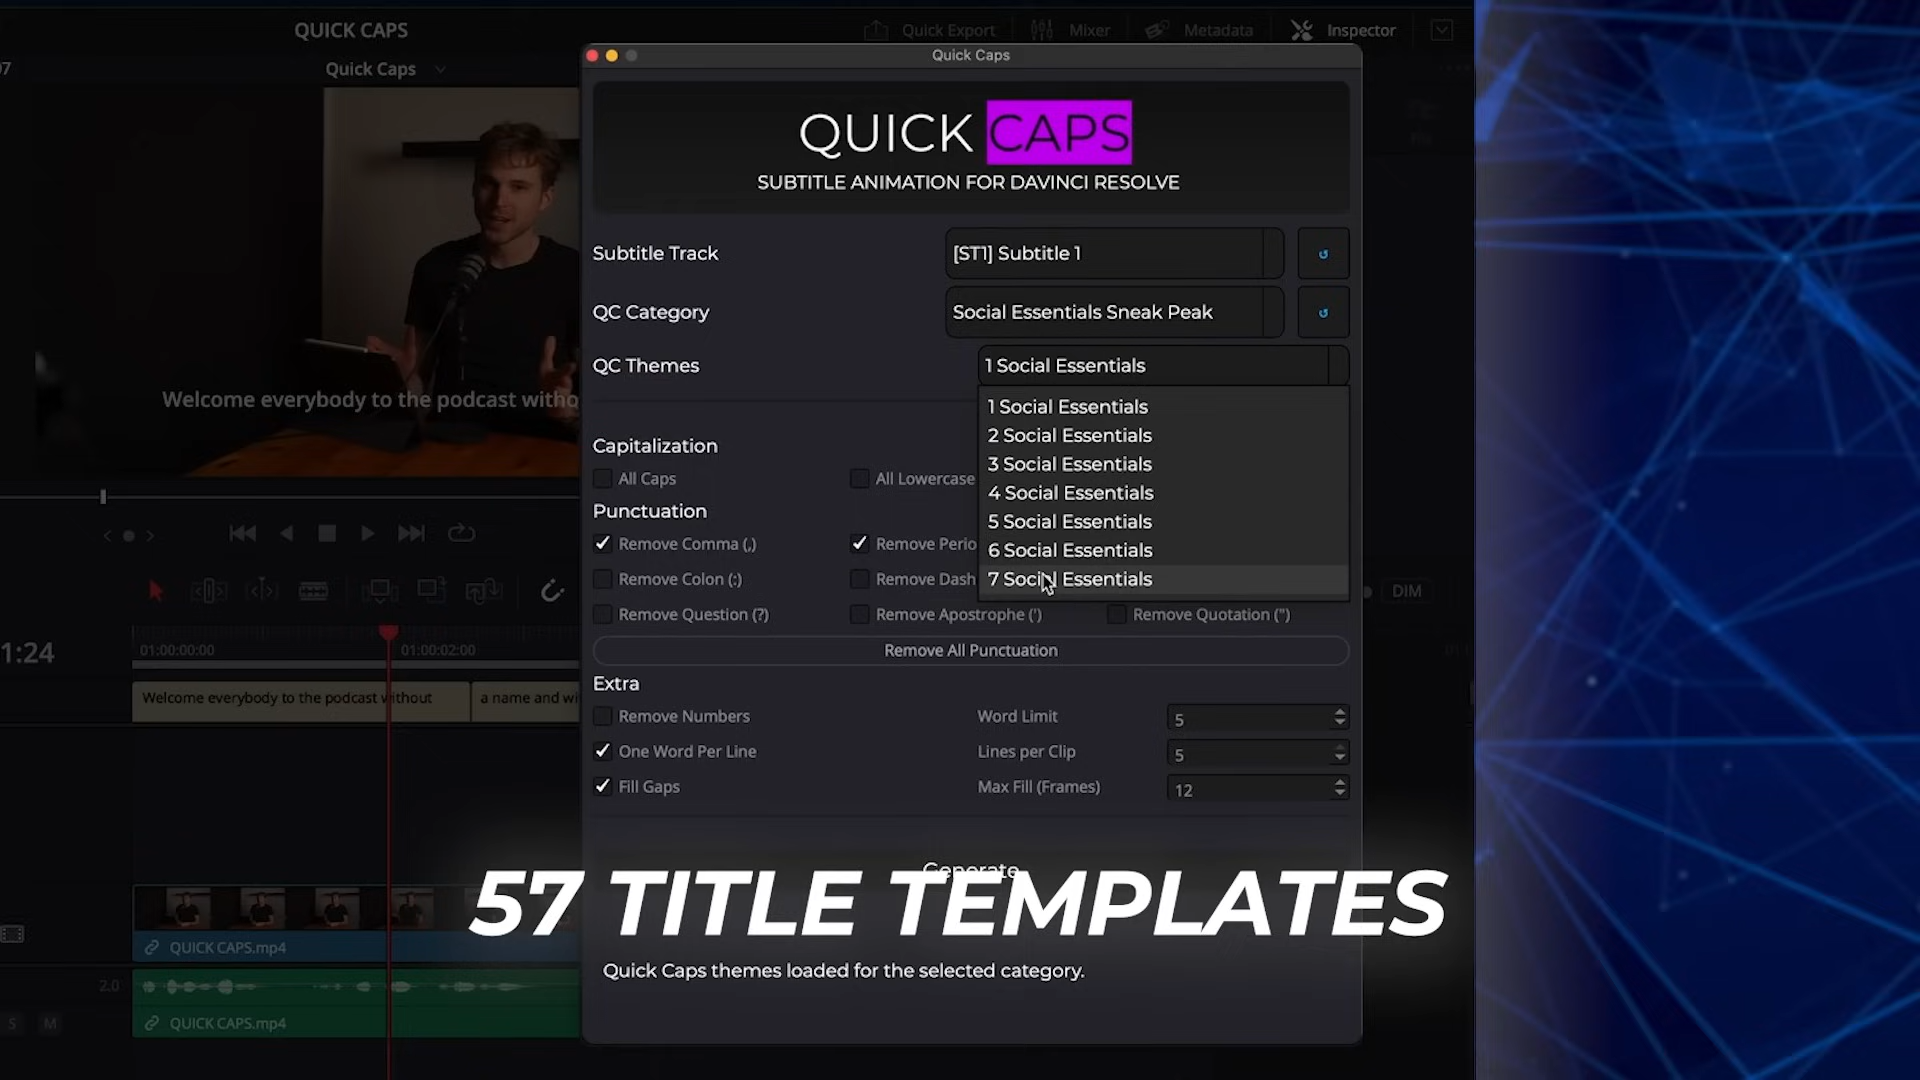 QUICK CAPS
Quick Export
Mixer
Metadata
Inspector
Quick Caps
07
Quick Caps
QUICK CAPS
SUBTITLE ANIMATION FOR DAVINCI RESOLVE
Subtitle Track
[ST1] Subtitle 1
QC Category
Social Essentials Sneak Peak
QC Themes
1 Social Essentials
1 Social Essentials
2 Social Essentials
3 Social Essentials
4 Social Essentials
5 Social Essentials
6 Social Essentials
7 Social Essentials
Welcome everybody to the podcast witho
Capitalization
All Caps
All Lowercase
Punctuation
Remove Comma (,)
Remove Perio
Remove Colon (:)
Remove Dash
Remove Question (?)
Remove Apostrophe (')
Remove Quotation (")
DIM
Remove All Punctuation
1:24
01:00:00:00
01:00:02:00
Welcome everybody to the podcast without
a name and wi
Extra
Remove Numbers
Word Limit
5
One Word Per Line
Lines per Clip
5
Fill Gaps
Max Fill (Frames)
12
Generate
57 TITLE TEMPLATES
QUICK CAPS.mp4
Quick Caps themes loaded for the selected category.
2.0
S M
QUICK CAPS.mp4